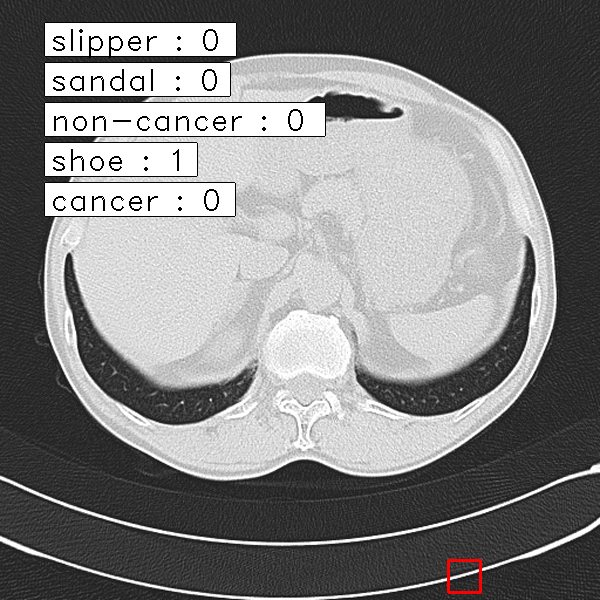 slipper : 0
sandal : 0
non-cancer : 0
shoe : 1
cancer : 0